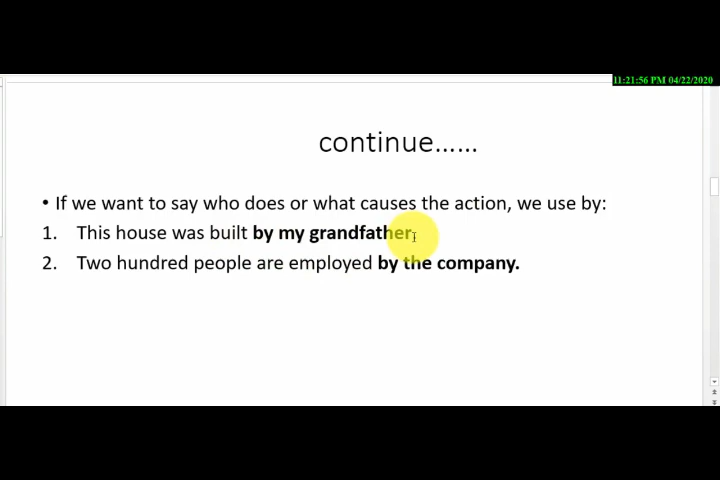 11:21:56 PM 04/22/2020
continue......
• If we want to say who does or what causes the action, we use by:
1. This house was built by my grandfather.
2. Two hundred people are employed by the company.